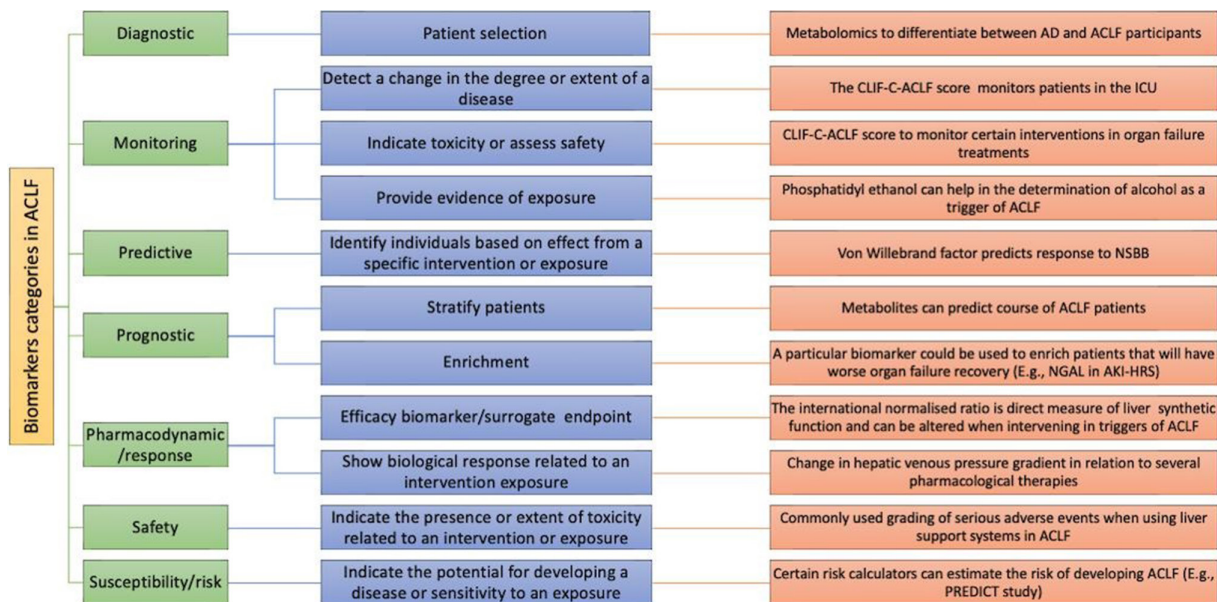 Biomarkers categories in ACLF
Diagnostic
Patient selection
Metabolomics to differentiate between AD and ACLF participants
Monitoring
Detect a change in the degree or extent of a
disease
The CLIF-C-ACLF score monitors patients in the ICU
Indicate toxicity or assess safety
CLIF-C-ACLF score to monitor certain interventions in organ failure
treatments
Provide evidence of exposure
Phosphatidyl ethanol can help in the determination of alcohol as a
trigger of ACLF
Predictive
Identify individuals based on effect from a
specific intervention or exposure
Von Willebrand factor predicts response to NSBB
Prognostic
Stratify patients
Metabolites can predict course of ACLF patients
Enrichment
A particular biomarker could be used to enrich patients that will have
worse organ failure recovery (E.g., NGAL in AKI-HRS)
Pharmacodynamic
/response
Efficacy biomarker/surrogate endpoint
The international normalised ratio is direct measure of liver synthetic
function and can be altered when intervening in triggers of ACLF
Show biological response related to an
intervention exposure
Change in hepatic venous pressure gradient in relation to several
pharmacological therapies
Safety
Indicate the presence or extent of toxicity
related to an intervention or exposure
Commonly used grading of serious adverse events when using liver
support systems in ACLF
Susceptibility/risk
Indicate the potential for developing a
disease or sensitivity to an exposure
Certain risk calculators can estimate the risk of developing ACLF (E.g.,
PREDICT study)